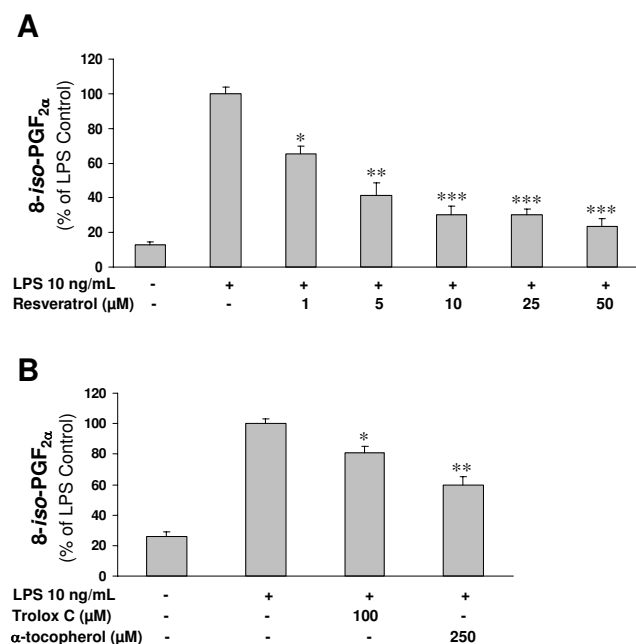 A
8-iso-PGF2α
(% of LPS Control)
120
100
80
60
40
20
0
*
**
***
***
***
LPS 10 ng/mL - + + + + + +
Resveratrol (µM) - - 1 5 10 25 50
B
8-iso-PGF2α
(% of LPS Control)
120
100
80
60
40
20
0
*
**
LPS 10 ng/mL - + + +
Trolox C (µM) - - 100 -
α-tocopherol (µM) - - - 250